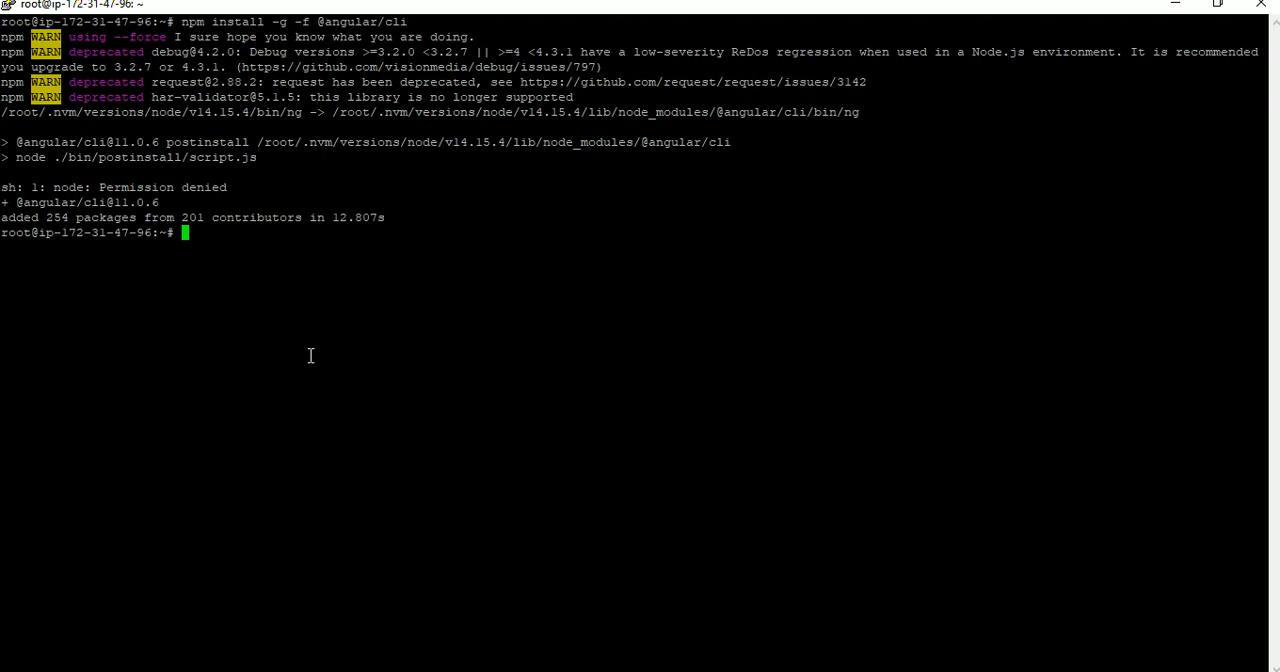 root@ip-172-31-47-96: ~
root@ip-172-31-47-96:~# npm install -g -f @angular/cli
npm WARN using --force I sure hope you know what you are doing.
npm WARN deprecated debug@4.2.0: Debug versions >=3.2.0 <3.2.7 || >=4 <4.3.1 have a low-severity ReDos regression when used in a Node.js environment. It is recommended
you upgrade to 3.2.7 or 4.3.1. (https://github.com/visionmedia/debug/issues/797)
npm WARN deprecated request@2.88.2: request has been deprecated, see https://github.com/request/request/issues/3142
npm WARN deprecated har-validator@5.1.5: this library is no longer supported
/root/.nvm/versions/node/v14.15.4/bin/ng -> /root/.nvm/versions/node/v14.15.4/lib/node_modules/@angular/cli/bin/ng
> @angular/cli@11.0.6 postinstall /root/.nvm/versions/node/v14.15.4/lib/node_modules/@angular/cli
> node ./bin/postinstall/script.js
sh: 1: node: Permission denied
+ @angular/cli@11.0.6
added 254 packages from 201 contributors in 12.807s
root@ip-172-31-47-96:~#